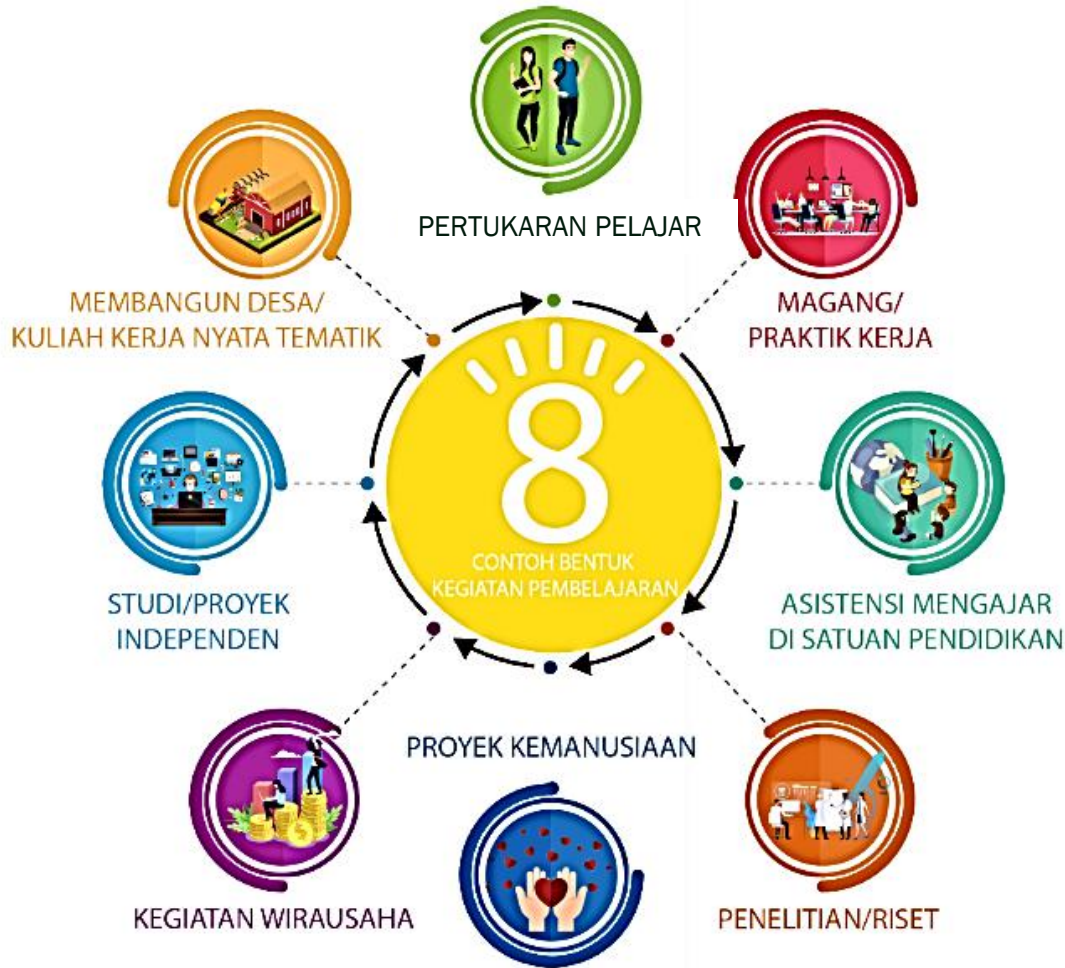 PERTUKARAN PELAJAR
MAGANG/
PRAKTIK KERJA
ASISTENSI MENGAJAR
DI SATUAN PENDIDIKAN
PENELITIAN/RISET
PROYEK KEMANUSIAAN
KEGIATAN WIRAUSAHA
STUDI/PROYEK
INDEPENDEN
MEMBANGUN DESA/
KULIAH KERJA NYATA TEMATIK
8
CONTOH BENTUK
KEGIATAN PEMBELAJARAN